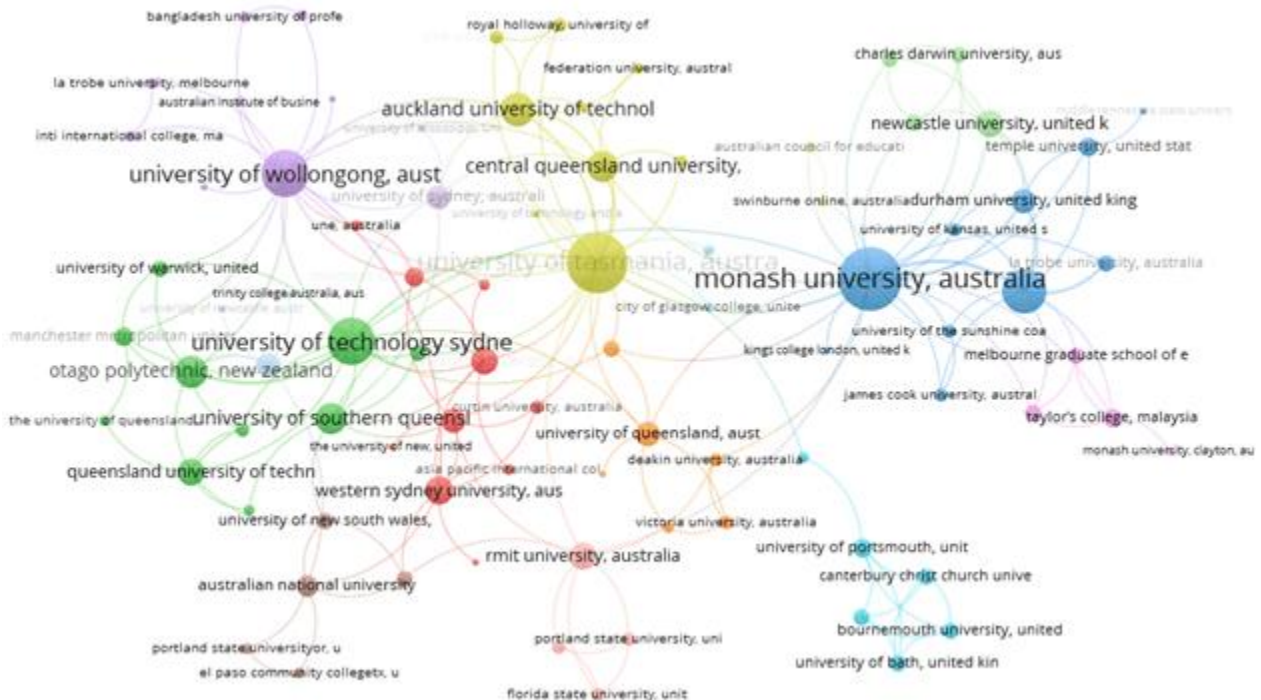 bangladesh university of profe
royal holloway, university of
charles darwin university, aus
federation university, austral
la trobe university, melbourne
australian institute of busine
auckland university of technol
newcastle university, united k
inti international college, ma
australian council for educati
temple university, united stat
university of wollongong, aust
central queensland university,
university of sydney, australi
swinburne online, australia
durham university, united king
une, australia
university of kansas, united s
university of tasmania, austra
la trobe university, australia
university of warwick, united
monash university, australia
trinity college australia, aus
city of glasgow college, unite
manchester metropolitan univer
university of technology sydne
university of the sunshine coa
kings college london, united k
melbourne graduate school of e
otago polytechnic, new zealand
james cook university, austral
curtin university, australia
the university of queensland
university of southern queensl
taylor's college, malaysia
university of queensland, aust
the university of new, united
monash university, clayton, au
deakin university, australia
queensland university of techn
asia pacific international col
western sydney university, aus
university of new south wales,
victoria university, australia
university of portsmouth, unit
rmit university, australia
canterbury christ church unive
australian national university
bournemouth university, united
portland state university, uni
portland state universityor, u
university of bath, united kin
el paso community collegetx, u
florida state university, unit